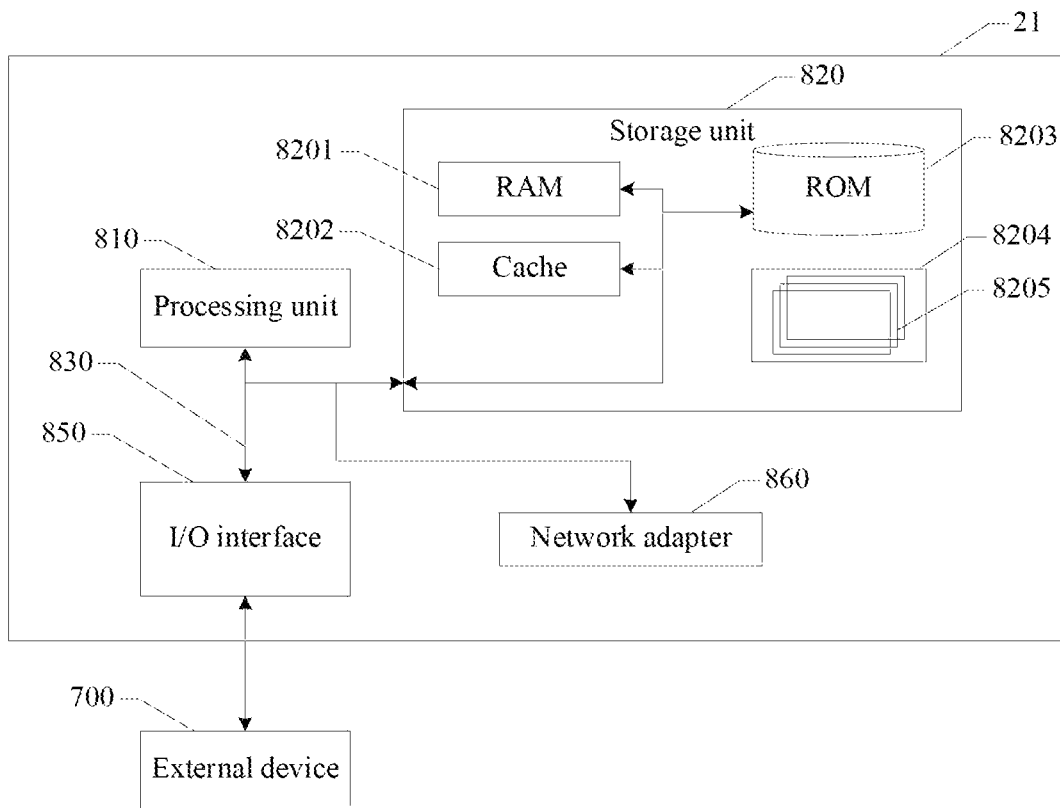 21
820
Storage unit
8203
8201
RAM
ROM
8202
Cache
8204
810
8205
Processing unit
830
850
860
I/O interface
Network adapter
700
External device